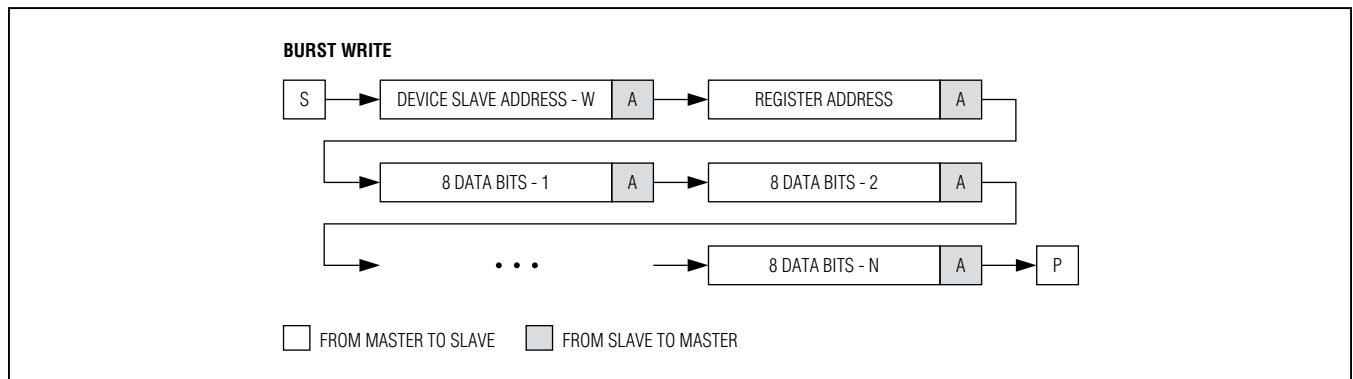 BURST WRITE
S DEVICE SLAVE ADDRESS - W A REGISTER ADDRESS A
8 DATA BITS - 1 A 8 DATA BITS - 2 A
• • • 8 DATA BITS - N A P
FROM MASTER TO SLAVE FROM SLAVE TO MASTER